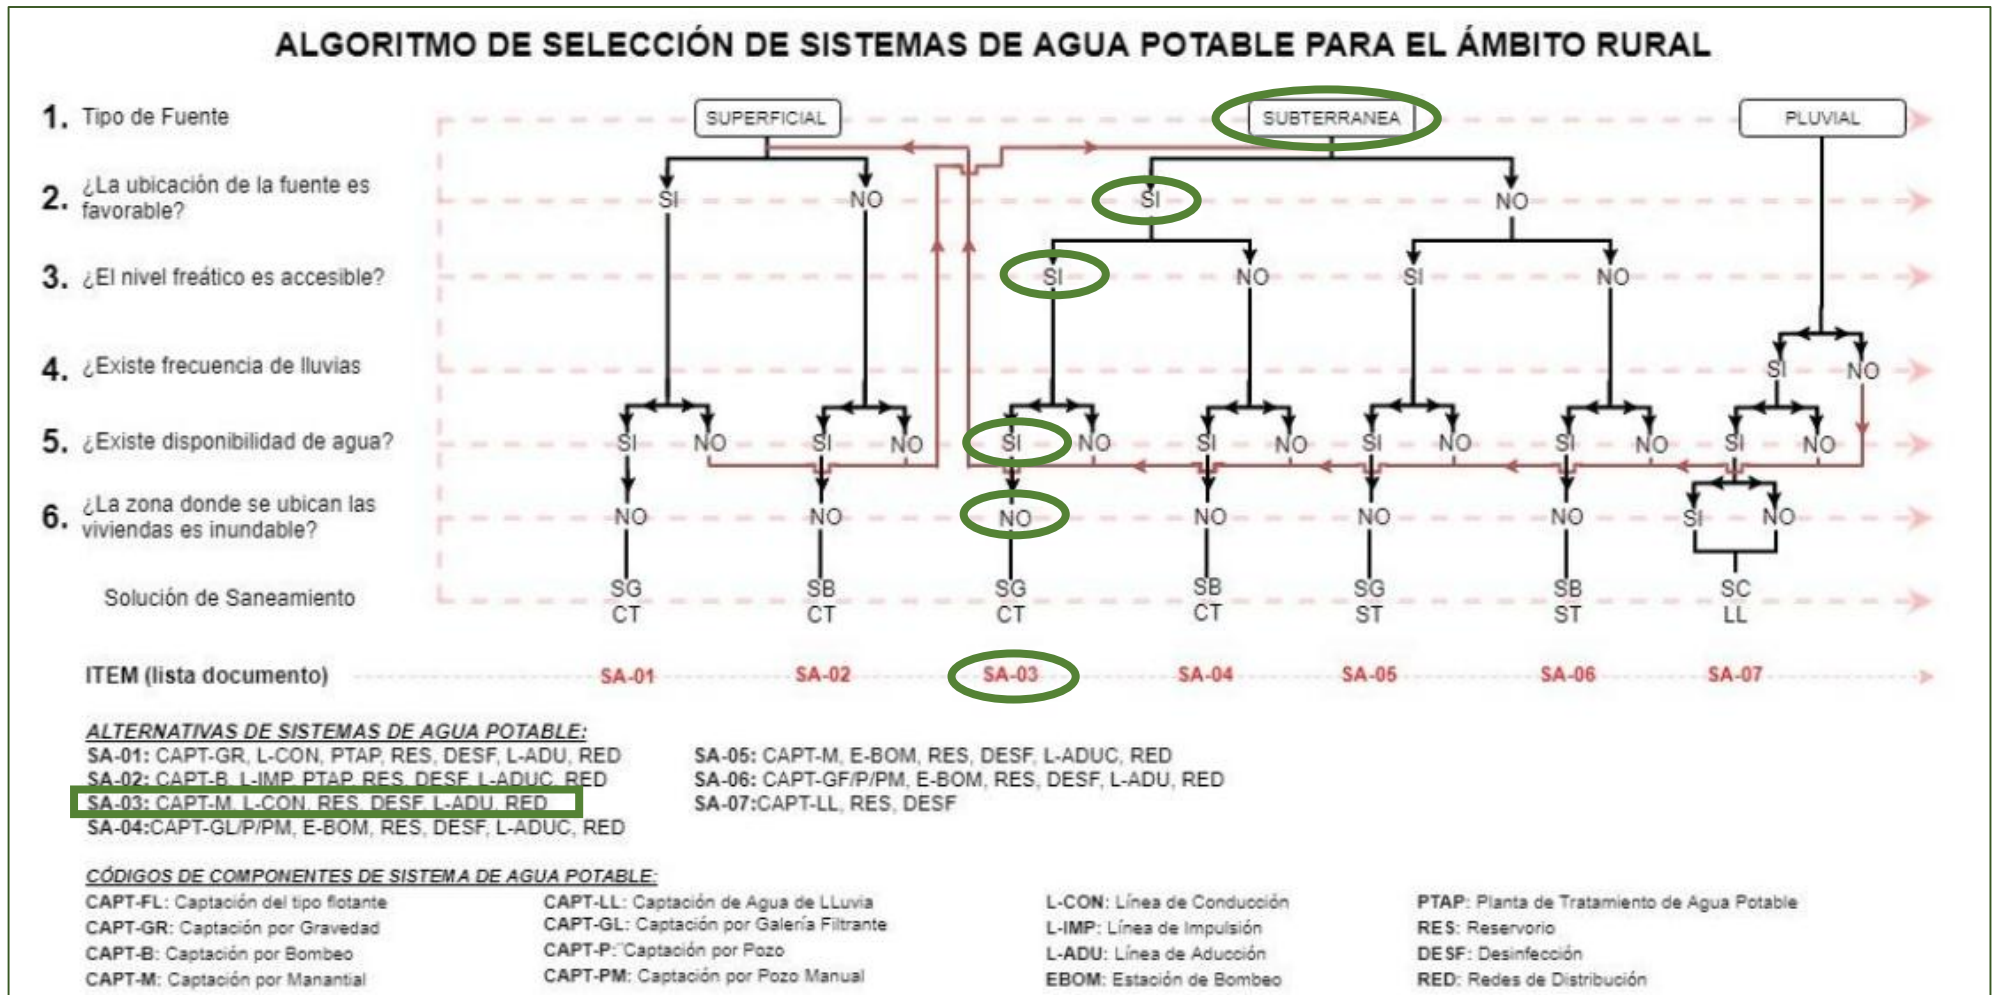 ALGORITMO DE SELECCIÓN DE SISTEMAS DE AGUA POTABLE PARA EL ÁMBITO RURAL
1. Tipo de Fuente SUPERFICIAL SUBTERRANEA PLUVIAL
2. ¿La ubicación de la fuente es
favorable?
SI NO SI NO
3. ¿El nivel freático es accesible? SI NO SI NO
4. ¿Existe frecuencia de lluvias SI NO
5. ¿Existe disponibilidad de agua? SI NO SI NO SI NO SI NO SI NO SI NO SI NO
6. ¿La zona donde se ubican las
viviendas es inundable?
NO NO NO NO NO NO SI NO
Solución de Saneamiento
SG SB SG SB SG SB SC
CT CT CT CT ST ST LL
ITEM (lista documento) SA-01 SA-02 SA-03 SA-04 SA-05 SA-06 SA-07
ALTERNATIVAS DE SISTEMAS DE AGUA POTABLE:
SA-01: CAPT-GR, L-CON, PTAP, RES, DESF, L-ADU, RED
SA-02: CAPT-B, L-IMP, PTAP, RES, DESF, L-ADUC, RED
SA-03: CAPT-M, L-CON, RES, DESF, L-ADU, RED
SA-04:CAPT-GL/P/PM, E-BOM, RES, DESF, L-ADUC, RED
SA-05: CAPT-M, E-BOM, RES, DESF, L-ADUC, RED
SA-06: CAPT-GF/P/PM, E-BOM, RES, DESF, L-ADU, RED
SA-07:CAPT-LL, RES, DESF
CÓDIGOS DE COMPONENTES DE SISTEMA DE AGUA POTABLE:
CAPT-FL: Captación del tipo flotante
CAPT-GR: Captación por Gravedad
CAPT-B: Captación por Bombeo
CAPT-M: Captación por Manantial
CAPT-LL: Captación de Agua de LLuvia
CAPT-GL: Captación por Galería Filtrante
CAPT-P: Captación por Pozo
CAPT-PM: Captación por Pozo Manual
L-CON: Línea de Conducción
L-IMP: Línea de Impulsión
L-ADU: Línea de Aducción
EBOM: Estación de Bombeo
PTAP: Planta de Tratamiento de Agua Potable
RES: Reservorio
DESF: Desinfección
RED: Redes de Distribución